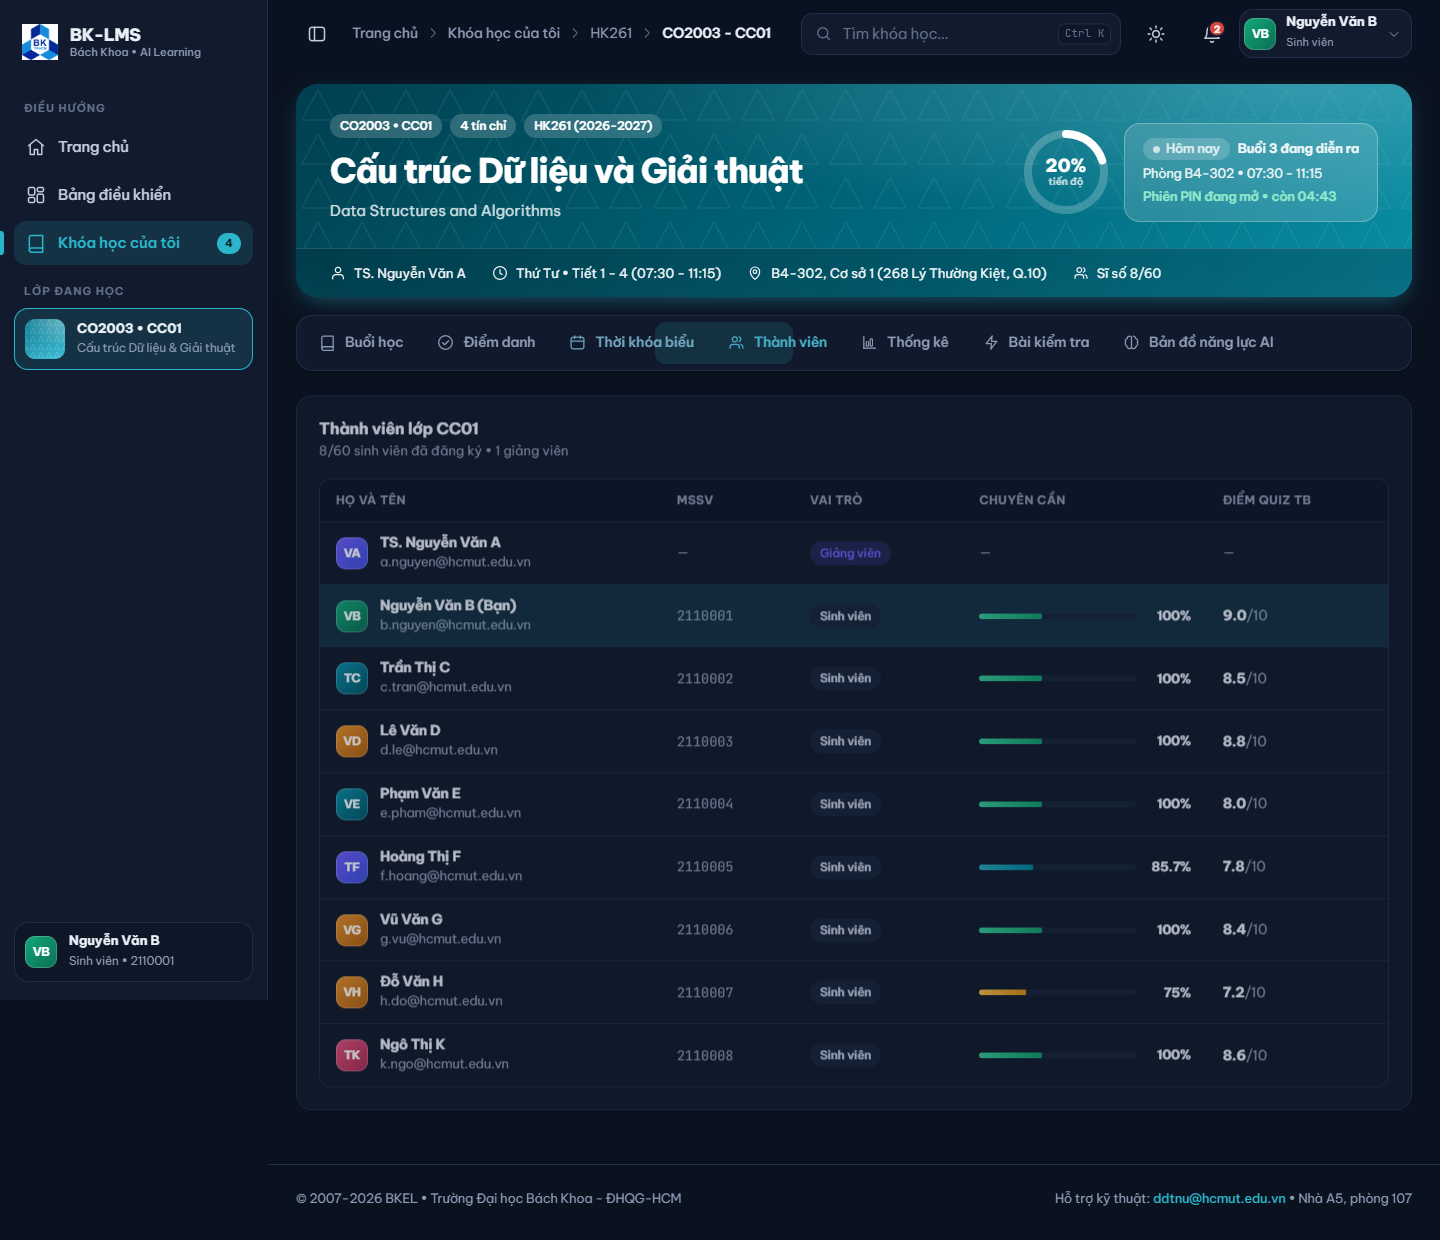 BK-LMS
Bách Khoa • AI Learning
ĐIỀU HƯỚNG
Trang chủ
Bảng điều khiển
Khóa học của tôi
4
LỚP ĐANG HỌC
CO2003 • CC01
Cấu trúc Dữ liệu & Giải thuật
VB
Nguyễn Văn B
Sinh viên • 2110001
Trang chủ
Khóa học của tôi
HK261
CO2003 - CC01
Tìm khóa học...
Ctrl K
2
VB
Nguyễn Văn B
Sinh viên
CO2003 • CC01
4 tín chỉ
HK261 (2026-2027)
Cấu trúc Dữ liệu và Giải thuật
Data Structures and Algorithms
20%
tiến độ
Hôm nay
Buổi 3 đang diễn ra
Phòng B4-302 • 07:30 - 11:15
Phiên PIN đang mở • còn 04:43
TS. Nguyễn Văn A
Thứ Tư • Tiết 1 - 4 (07:30 - 11:15)
B4-302, Cơ sở 1 (268 Lý Thường Kiệt, Q.10)
Sĩ số 8/60
Buổi học
Điểm danh
Thời khóa biểu
Thành viên
Thống kê
Bài kiểm tra
Bản đồ năng lực AI
Thành viên lớp CC01
8/60 sinh viên đã đăng ký • 1 giảng viên
HỌ VÀ TÊN MSSV VAI TRÒ CHUYÊN CẦN ĐIỂM QUIZ TB
VA
TS. Nguyễn Văn A
a.nguyen@hcmut.edu.vn
— Giảng viên — —
VB
Nguyễn Văn B (Bạn)
b.nguyen@hcmut.edu.vn
2110001 Sinh viên 100% 9.0/10
TC
Trần Thị C
c.tran@hcmut.edu.vn
2110002 Sinh viên 100% 8.5/10
VD
Lê Văn D
d.le@hcmut.edu.vn
2110003 Sinh viên 100% 8.8/10
VE
Phạm Văn E
e.pham@hcmut.edu.vn
2110004 Sinh viên 100% 8.0/10
TF
Hoàng Thị F
f.hoang@hcmut.edu.vn
2110005 Sinh viên 85.7% 7.8/10
VG
Vũ Văn G
g.vu@hcmut.edu.vn
2110006 Sinh viên 100% 8.4/10
VH
Đỗ Văn H
h.do@hcmut.edu.vn
2110007 Sinh viên 75% 7.2/10
TK
Ngô Thị K
k.ngo@hcmut.edu.vn
2110008 Sinh viên 100% 8.6/10
© 2007-2026 BKEL • Trường Đại học Bách Khoa - ĐHQG-HCM
Hỗ trợ kỹ thuật: ddtnu@hcmut.edu.vn • Nhà A5, phòng 107